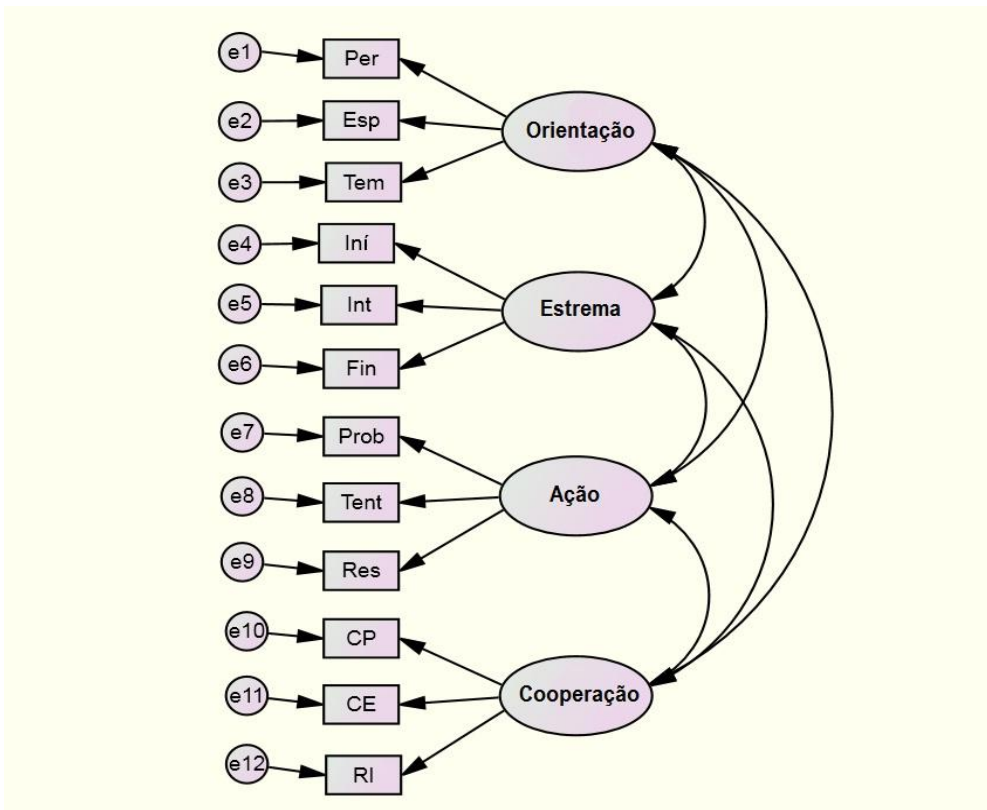 e1
Per
e2
Esp
Orientação
e3
Tem
e4
Iní
e5
Int
Estrema
e6
Fin
e7
Prob
e8
Tent
Ação
e9
Res
e10
CP
e11
CE
Cooperação
e12
RI